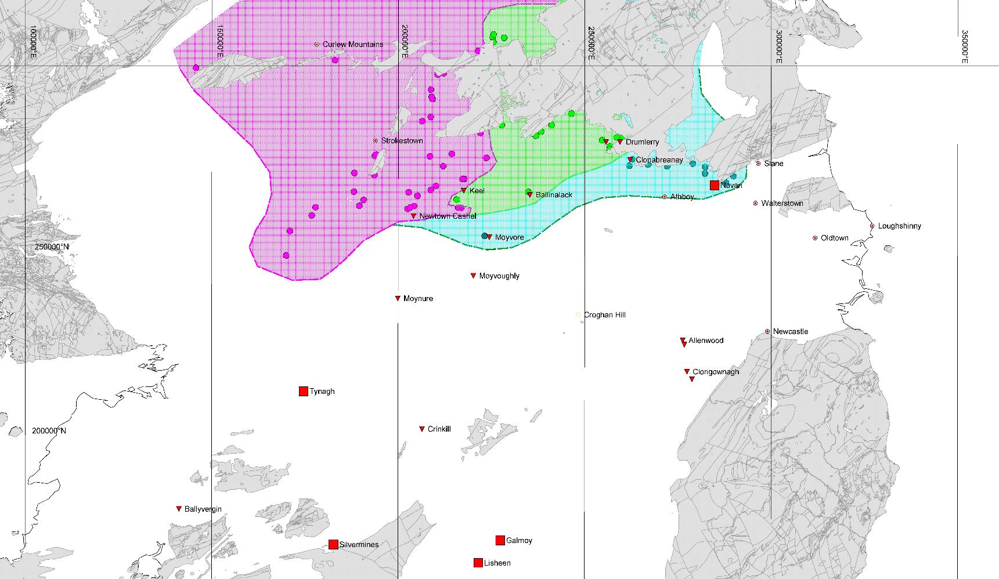 100000°E
150000°E
200000°E
250000°E
300000°E
350000°E
Curlew Mountains
Strokestown
Drumlerry
Clonabreaney
Slane
Navan
Keel
Ballinalack
Athboy
Walterstown
Newtown Cashel
Loughshinny
Moyvore
Oldtown
250000°N
Moyvoughly
Moynure
Croghan Hill
Newcastle
Allenwood
Clongownagh
Tynagh
Crinkill
200000°N
Ballyvergin
Galmoy
Silvermines
Lisheen